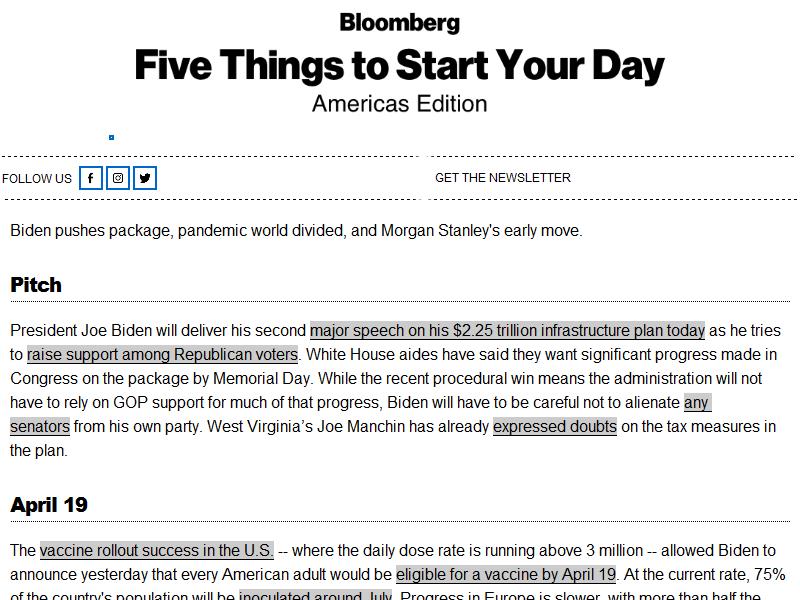 Bloomberg
Five Things to Start Your Day
Americas Edition
FOLLOW US
GET THE NEWSLETTER
Biden pushes package, pandemic world divided, and Morgan Stanley's early move.
Pitch
President Joe Biden will deliver his second major speech on his $2.25 trillion infrastructure plan today as he tries
to raise support among Republican voters. White House aides have said they want significant progress made in
Congress on the package by Memorial Day. While the recent procedural win means the administration will not
have to rely on GOP support for much of that progress, Biden will have to be careful not to alienate any
senators from his own party. West Virginia’s Joe Manchin has already expressed doubts on the tax measures in
the plan.
April 19
The vaccine rollout success in the U.S. -- where the daily dose rate is running above 3 million -- allowed Biden to
announce yesterday that every American adult would be eligible for a vaccine by April 19. At the current rate, 75%
of the country's population will be inoculated around July. Progress in Europe is slower, with more than half the